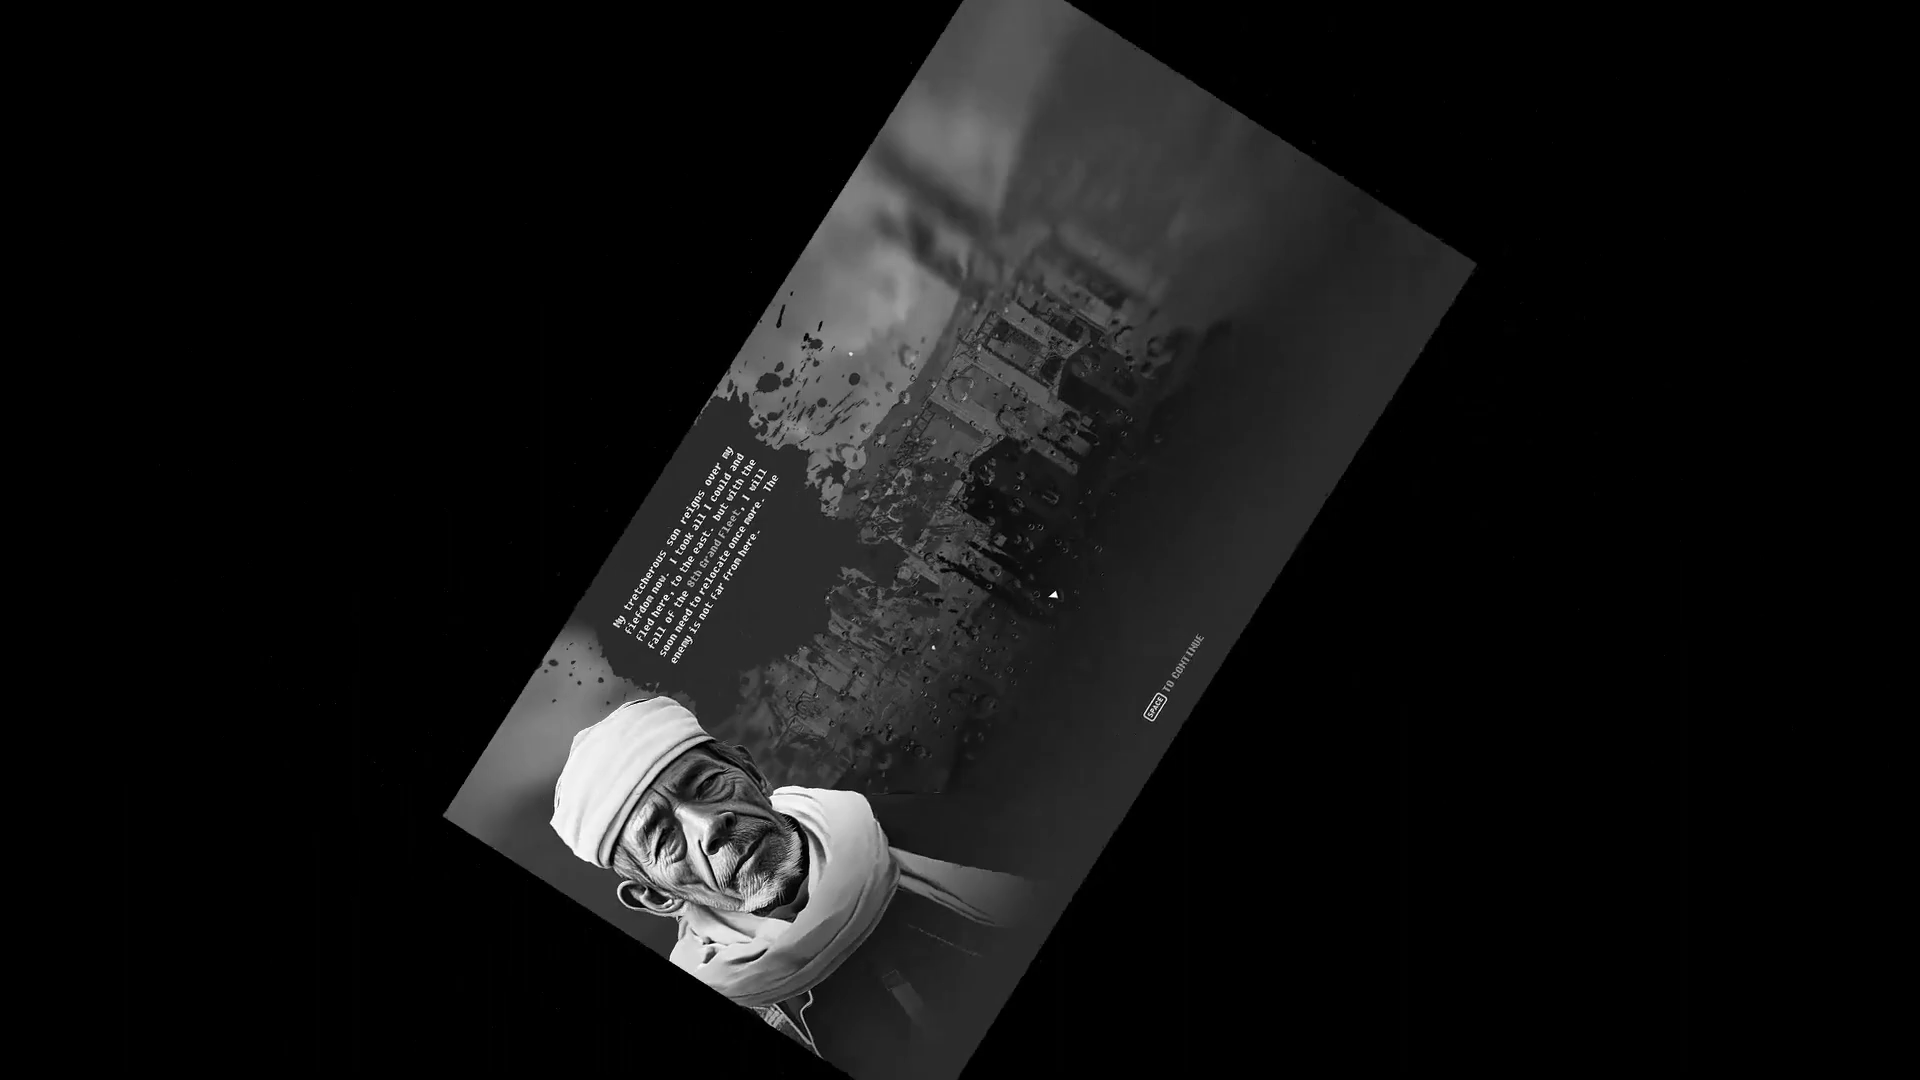 My tretcherous son reigns over my
fiefdom now. I took all I could and
fled here, to the east. but with the
fall of the 8th Grand Fleet, I will
soon need to relocate once more. The
enemy is not far from here.
SPACE TO CONTINUE